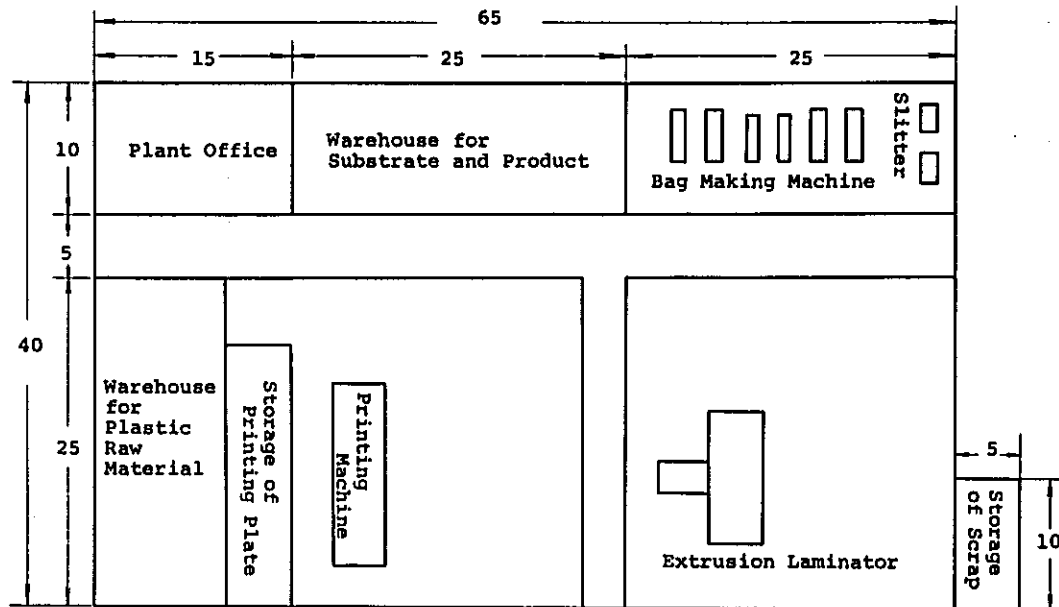 65
15
25
25
10
Plant Office
Warehouse for
Substrate and Product
Bag Making Machine
Slitter
5
40
25
Warehouse
for
Plastic
Raw
Material
Storage of
Printing Plate
Printing
Machine
Extrusion Laminator
5
Storage
of Scrap
10